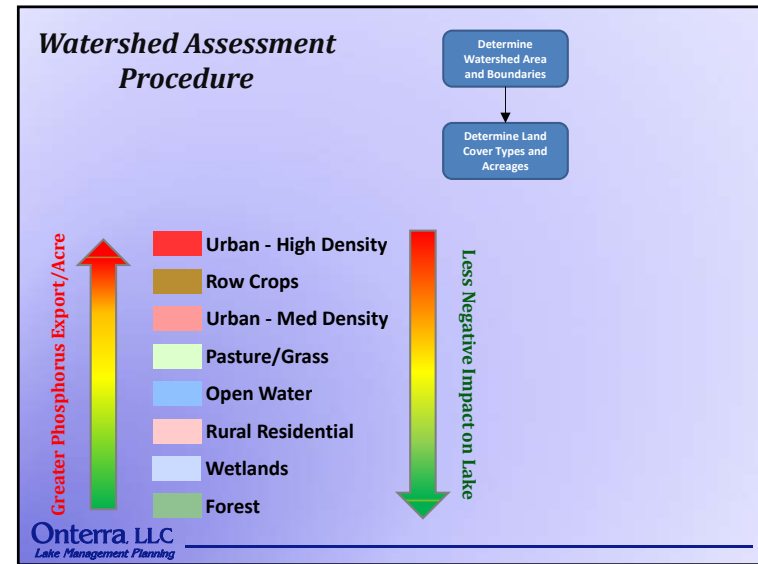 Watershed Assessment
Procedure
Determine
Watershed Area
and Boundaries
Determine Land
Cover Types and
Acreages
Greater Phosphorus Export/Acre
Urban - High Density
Row Crops
Urban - Med Density
Pasture/Grass
Open Water
Rural Residential
Wetlands
Forest
Less Negative Impact on Lake
Onterra, LLC
Lake Management Planning